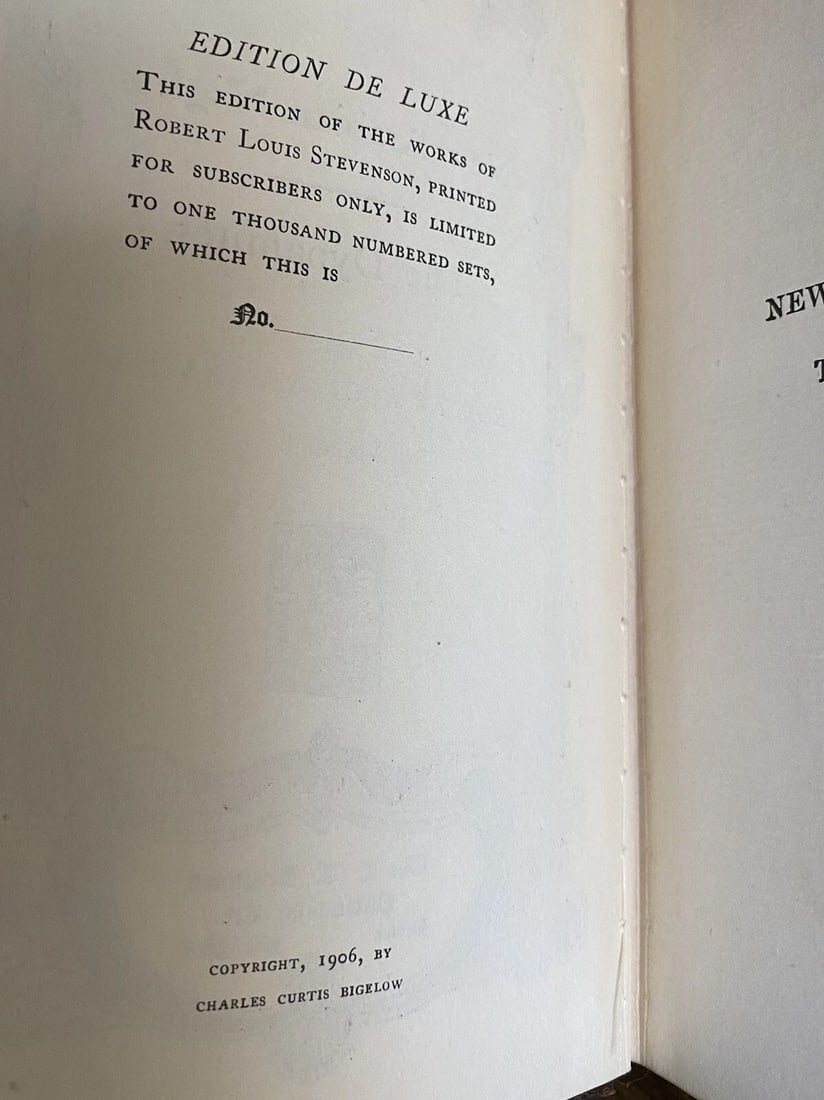 EDITION DE LUXE
THIS EDITION OF THE WORKS OF
ROBERT LOUIS STEVENSON, PRINTED
FOR SUBSCRIBERS ONLY, IS LIMITED
TO ONE THOUSAND NUMBERED SETS,
OF WHICH THIS IS
No.
COPYRIGHT, 1906, BY
CHARLES CURTIS BIGELOW